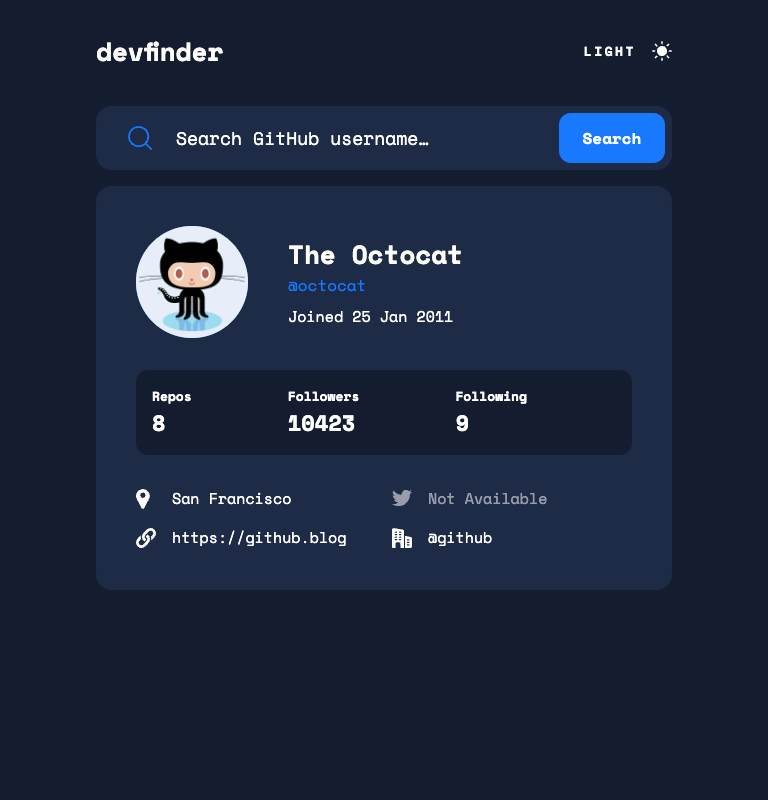 devfinder
LIGHT
Search GitHub username…
Search
The Octocat
@octocat
Joined 25 Jan 2011
Repos Followers Following
8 10423 9
San Francisco Not Available
https://github.blog @github